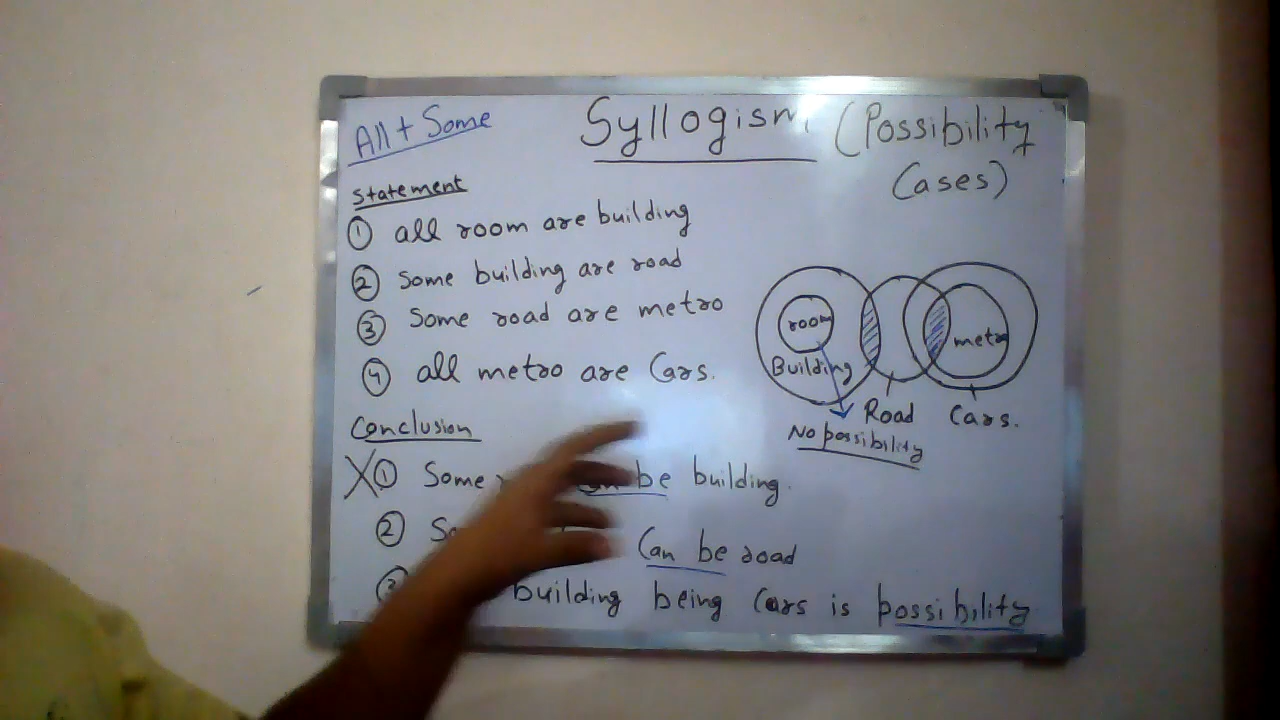 All + Some
Syllogism (Possibility
Cases)
Statement
① all room are building
② Some building are road
③ Some road are metro
④ all metro are Cars.
Conclusion
X ① Some be building.
② Can be road
③ building being Cars is possibility
room
Building
metro
Road
Cars.
No possibility